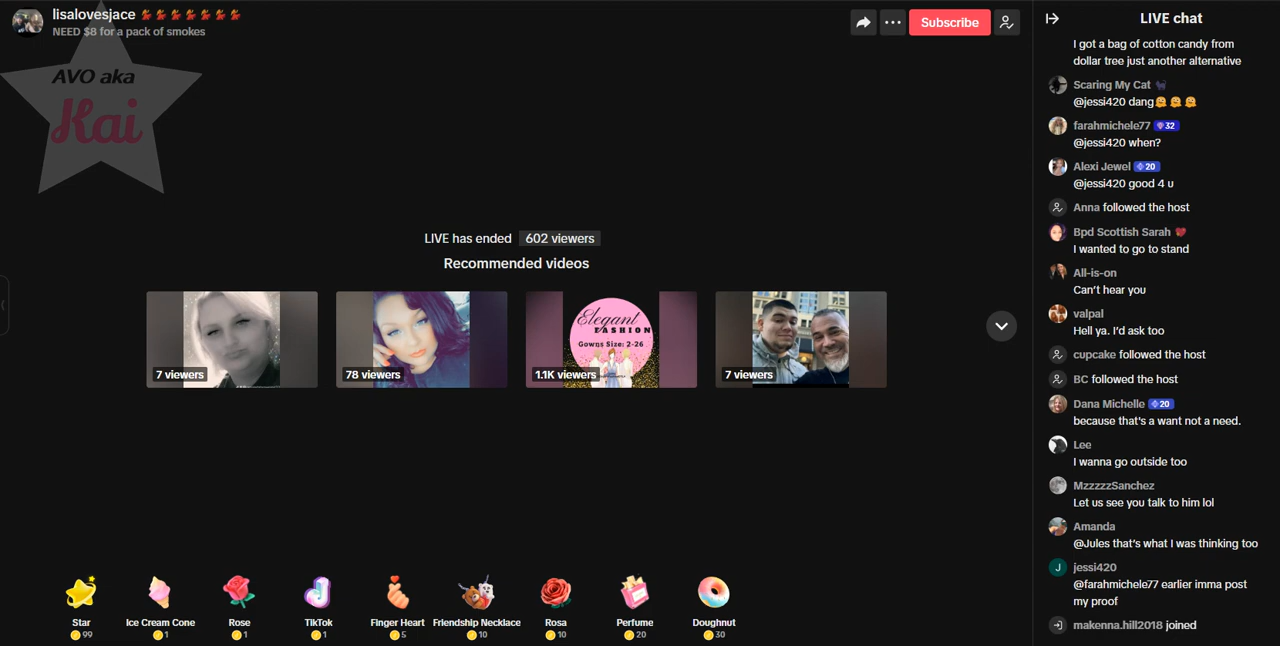 lisalovesjace 💃💃💃💃💃💃💃
NEED $8 for a pack of smokes
Subscribe
AVO aka
Kai
LIVE has ended 602 viewers
Recommended videos
7 viewers
78 viewers
Elegant
FASHION
Gowns Size: 2-26
1.1K viewers
7 viewers
Star
99
Ice Cream Cone
1
Rose
1
TikTok
1
Finger Heart
5
Friendship Necklace
10
Rosa
10
Perfume
20
Doughnut
30
LIVE chat
I got a bag of cotton candy from
dollar tree just another alternative
Scaring My Cat 🐈‍⬛
@jessi420 dang🤗🤗🤗
farahmichele77 32
@jessi420 when?
Alexi Jewel 20
@jessi420 good 4 u
Anna followed the host
Bpd Scottish Sarah
I wanted to go to stand
All-is-on
Can't hear you
valpal
Hell ya. I'd ask too
cupcake followed the host
BC followed the host
Dana Michelle 20
because that's a want not a need.
Lee
I wanna go outside too
MzzzzzSanchez
Let us see you talk to him lol
Amanda
@Jules that's what I was thinking too
J
jessi420
@farahmichele77 earlier imma post
my proof
makenna.hill2018 joined